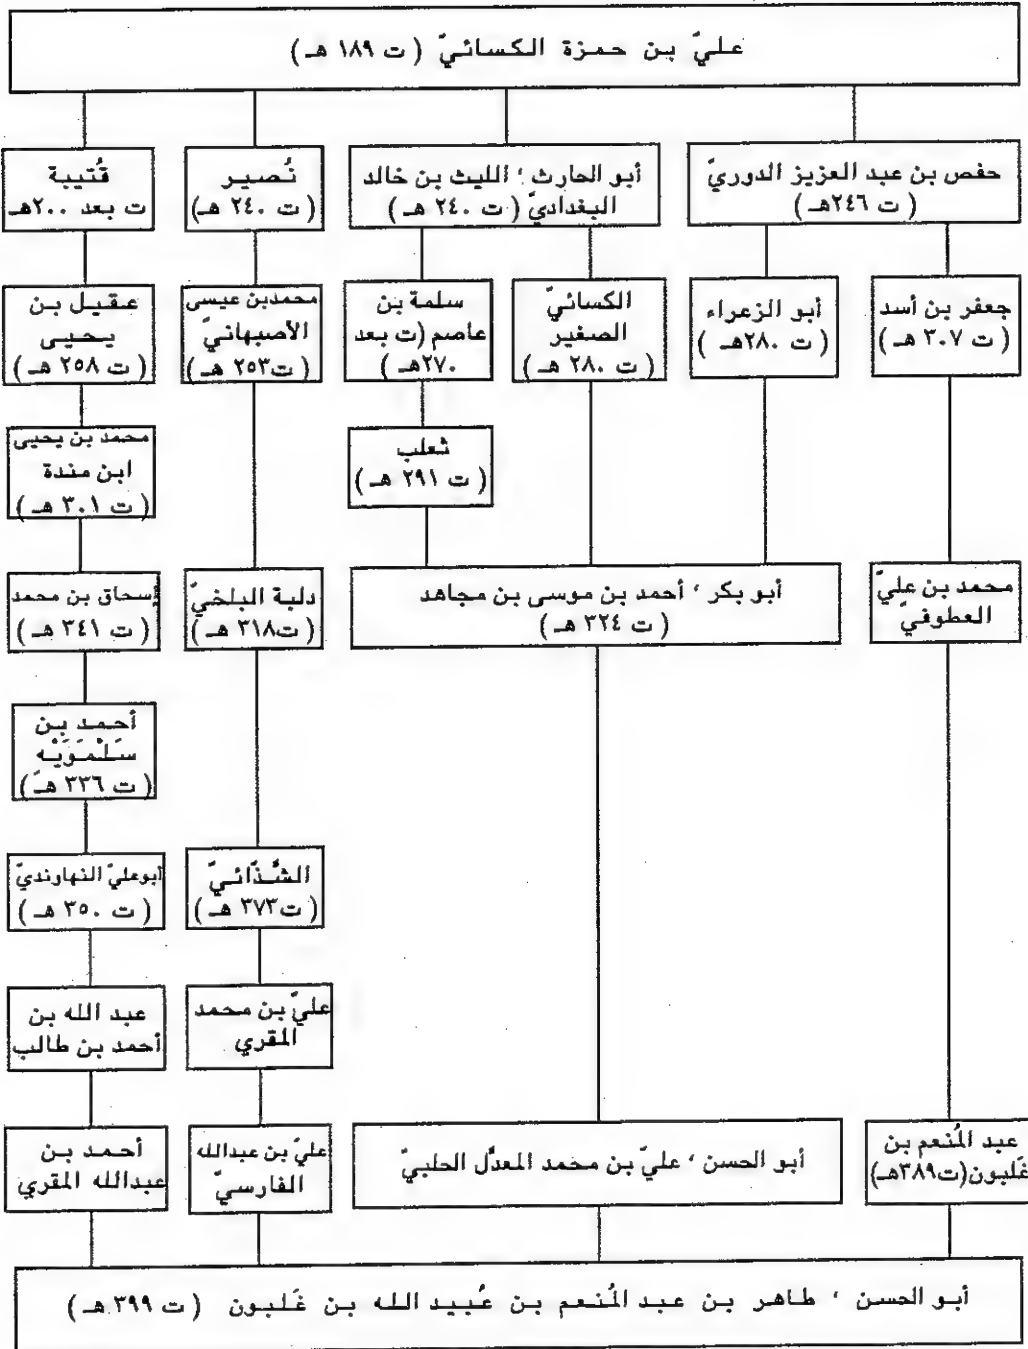 عليّ بن حمزة الكسائيّ ( ت ١٨٩ هـ )
حفص بن عبد العزيز الدوريّ
( ت ٢٤٦هـ )
أبو الحارث ، الليث بن خالد
البغداديّ ( ت ٢٤٠ هـ )
نُصير
( ت ٢٤٠ هـ )
قُتيبة
ت بعد ٢٠٠هـ
جعفر بن أسد
( ت ٣٠٧ هـ )
أبو الزعراء
( ت ٢٨٠هـ )
الكسائيّ
الصغير
( ت ٢٨٠ هـ )
سلمة بن
عاصم (ت بعد
٢٧٠هـ )
محمدبن عيسى
الأصبهانيّ
( ت٢٥٣ هـ )
عقيل بن
يحيى
( ت ٢٥٨ هـ )
ثعلب
( ت ٢٩١ هـ )
محمد بن يحيى
ابن مندة
( ت ٣٠١ هـ )
محمد بن عليّ
العطوفيّ
أبو بكر ، أحمد بن موسى بن مجاهد
( ت ٣٢٤ هـ )
دلبة البلخيّ
( ت٣١٨ هـ )
إسحاق بن محمد
( ت ٣٤١ هـ )
أحمد بن
سَلْمَوَيْه
( ت ٣٣٦ هـ )
الشَّذَائيّ
( ت٣٧٣ هـ )
أبوعليّ النهاونديّ
( ت ٣٥٠ هـ )
عليّ بن محمد
المقري
عبد الله بن
أحمد بن طالب
عبد المُنعم بن
غَلبون(ت٣٨٩هـ)
أبو الحسن ، عليّ بن محمد المعدَّل الحلبيّ
عليّ بن عبدالله
الفارسيّ
أحمد بن
عبدالله المقري
أبو الحسن ، طاهر بن عبد المُنعم بن عُبيد الله بن غَلبون ( ت ٣٩٩ هـ )